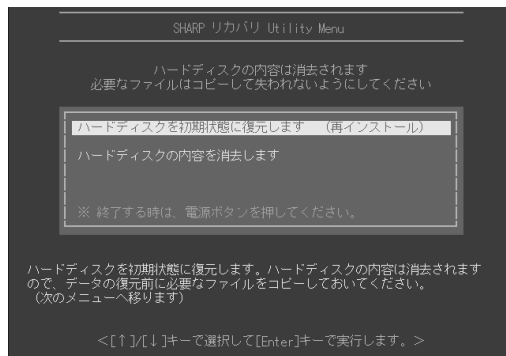 SHARP リカバリ Utility Menu
ハードディスクの内容は消去されます
必要なファイルはコピーして失われないようにしてください
ハードディスクを初期状態に復元します （再インストール）
ハードディスクの内容を消去します
※ 終了する時は、電源ボタンを押してください。
ハードディスクを初期状態に復元します。ハードディスクの内容は消去されます
ので、データの復元前に必要なファイルをコピーしておいてください。
（次のメニューへ移ります）
＜[↑]/[↓]キーで選択して[Enter]キーで実行します。＞